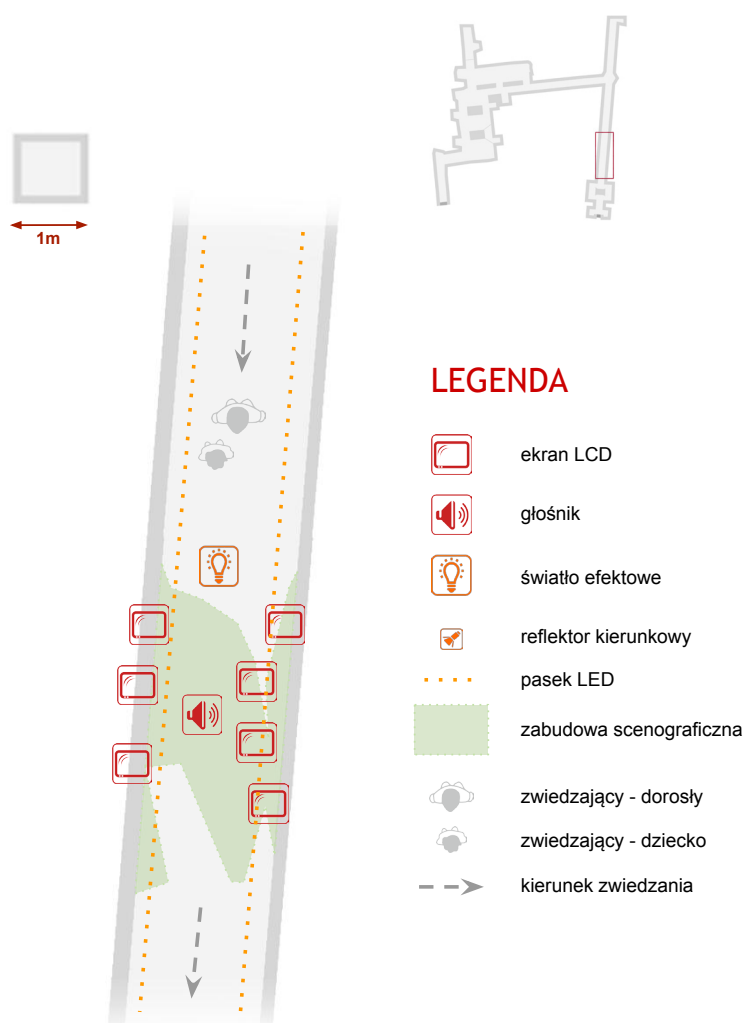 1m
LEGENDA
ekran LCD
głośnik
światło efektowe
reflektor kierunkowy
pasek LED
zabudowa scenograficzna
zwiedzający - dorosły
zwiedzający - dziecko
kierunek zwiedzania